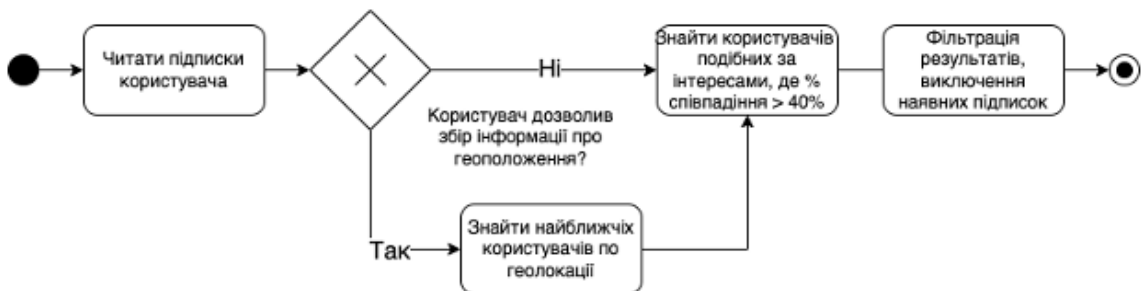 Читати підписки
користувача
Ні
Користувач дозволив
збір інформації про
геоположення?
Так
Знайти найближчіх
користувачів по
геолокації
Знайти користувачів
подібних за
інтересами, де %
співпадіння > 40%
Фільтрація
результатів,
виключення
наявних підписок